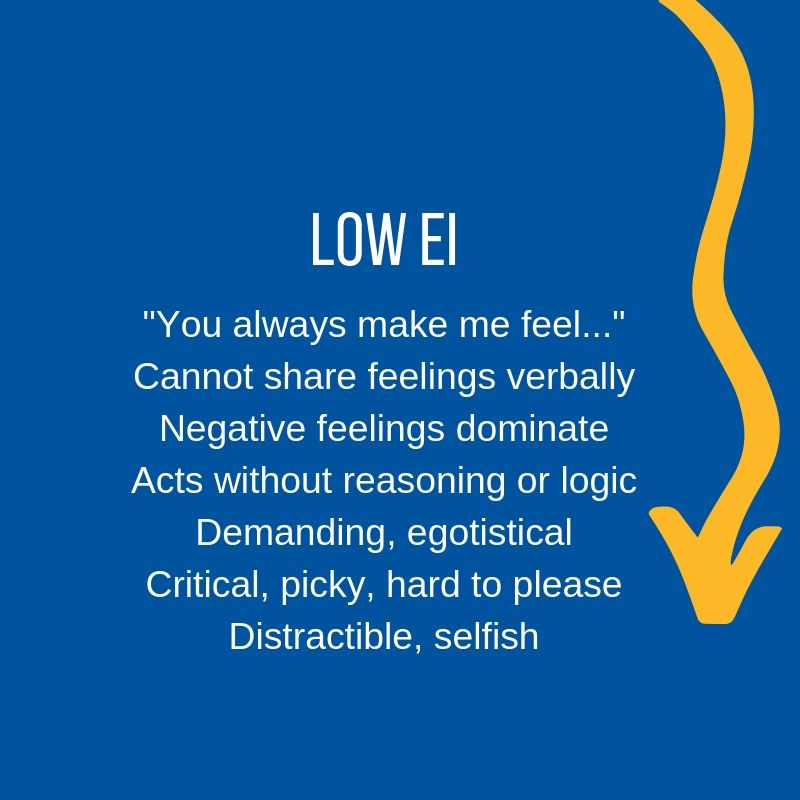 LOW EI
"You always make me feel..."
Cannot share feelings verbally
Negative feelings dominate
Acts without reasoning or logic
Demanding, egotistical
Critical, picky, hard to please
Distractible, selfish